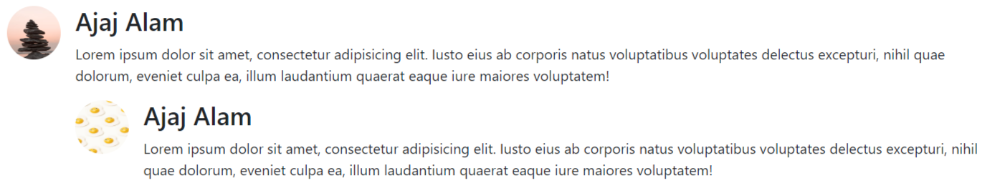 Ajaj Alam
Lorem ipsum dolor sit amet, consectetur adipisicing elit. Iusto eius ab corporis natus voluptatibus voluptates delectus excepturi, nihil quae
dolorum, eveniet culpa ea, illum laudantium quaerat eaque iure maiores voluptatem!
Ajaj Alam
Lorem ipsum dolor sit amet, consectetur adipisicing elit. Iusto eius ab corporis natus voluptatibus voluptates delectus excepturi, nihil
quae dolorum, eveniet culpa ea, illum laudantium quaerat eaque iure maiores voluptatem!